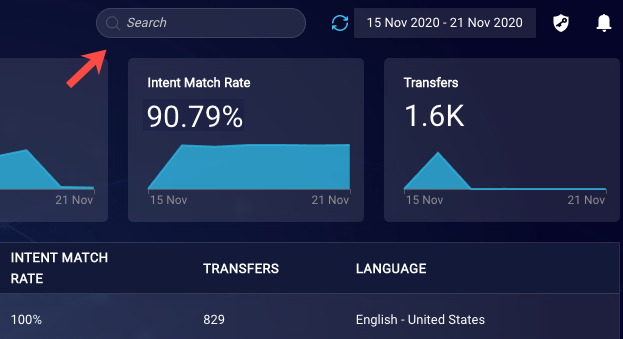 Search
15 Nov 2020 - 21 Nov 2020
Intent Match Rate
90.79%
Transfers
1.6K
21 Nov
15 Nov 21 Nov
15 Nov 21 Nov
INTENT MATCH
RATE
TRANSFERS
LANGUAGE
100%
829
English - United States